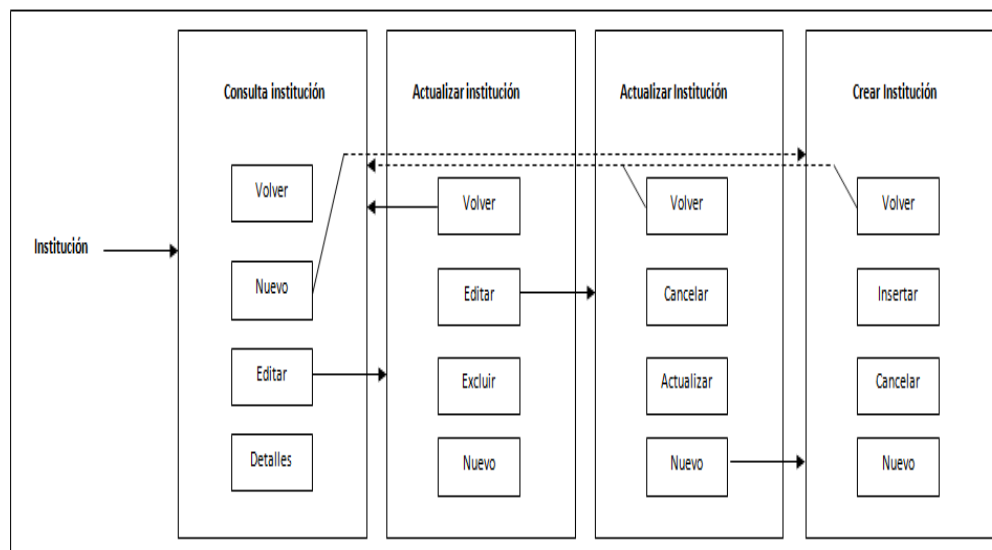 Institución
Consulta institución
Volver
Nuevo
Editar
Detalles
Actualizar institución
Volver
Editar
Excluir
Nuevo
Actualizar Institución
Volver
Cancelar
Actualizar
Nuevo
Crear Institución
Volver
Insertar
Cancelar
Nuevo